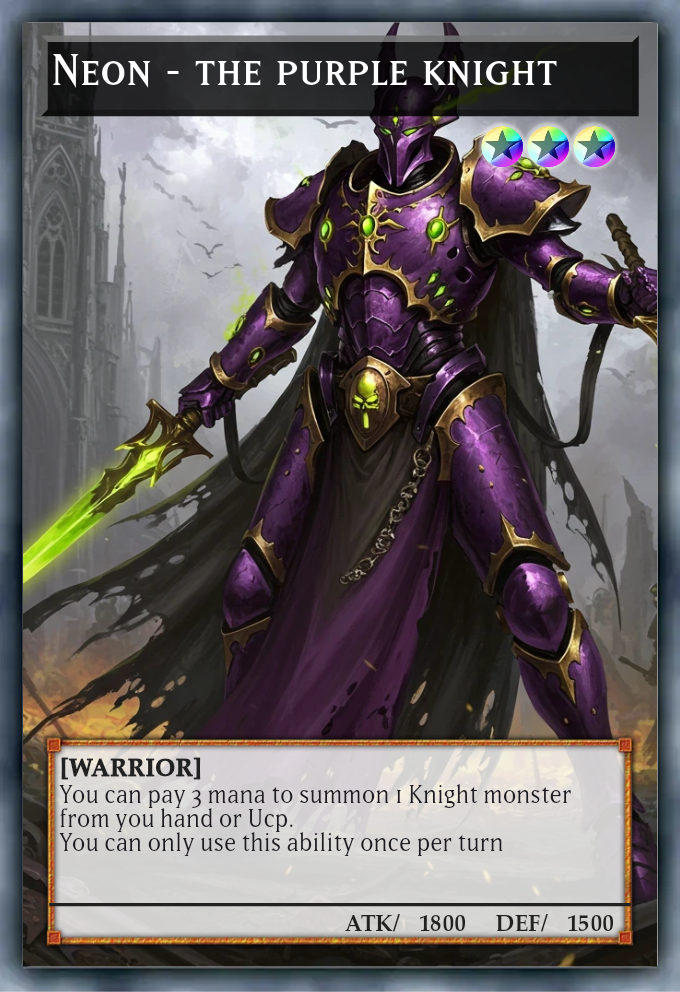 Neon - the purple knight
[WARRIOR]
You can pay 3 mana to summon 1 Knight monster
from you hand or Ucp.
You can only use this ability once per turn
ATK/ 1800 DEF/ 1500